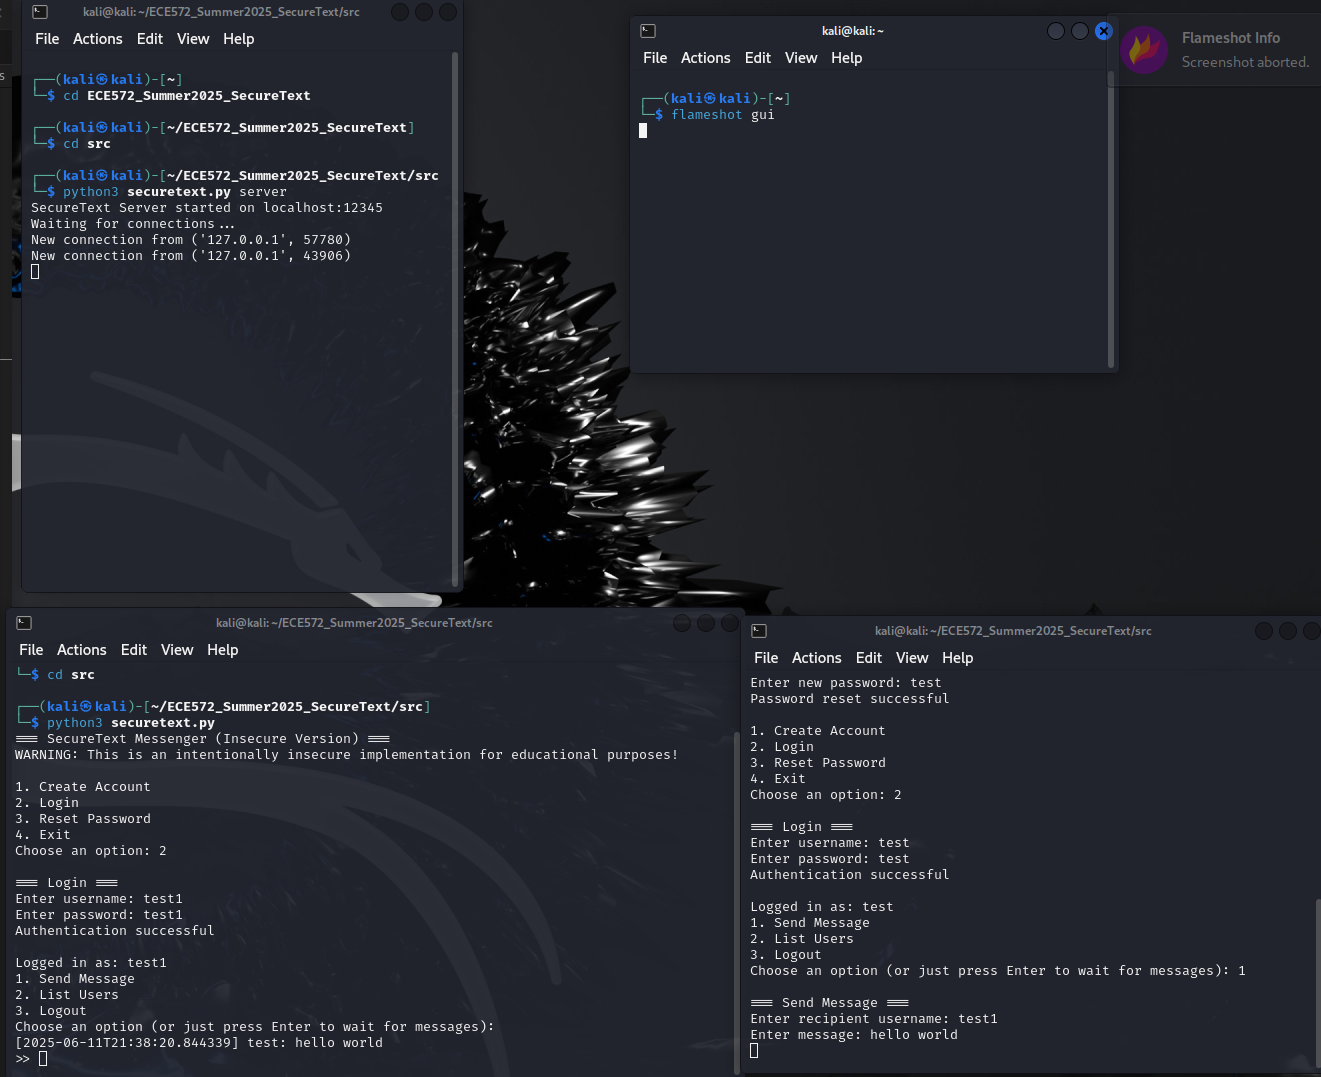 kali@kali: ~/ECE572_Summer2025_SecureText/src
File Actions Edit View Help
┌──(kali㉿kali)-[~]
└─$ cd ECE572_Summer2025_SecureText
┌──(kali㉿kali)-[~/ECE572_Summer2025_SecureText]
└─$ cd src
┌──(kali㉿kali)-[~/ECE572_Summer2025_SecureText/src
└─$ python3 securetext.py server
SecureText Server started on localhost:12345
Waiting for connections...
New connection from ('127.0.0.1', 57780)
New connection from ('127.0.0.1', 43906)
kali@kali: ~
File Actions Edit View Help
┌──(kali㉿kali)-[~]
└─$ flameshot gui
Flameshot Info
Screenshot aborted.
kali@kali: ~/ECE572_Summer2025_SecureText/src
File Actions Edit View Help
└─$ cd src
┌──(kali㉿kali)-[~/ECE572_Summer2025_SecureText/src]
└─$ python3 securetext.py
=== SecureText Messenger (Insecure Version) ===
WARNING: This is an intentionally insecure implementation for educational purposes!
1. Create Account
2. Login
3. Reset Password
4. Exit
Choose an option: 2
=== Login ===
Enter username: test1
Enter password: test1
Authentication successful
Logged in as: test1
1. Send Message
2. List Users
3. Logout
Choose an option (or just press Enter to wait for messages):
[2025-06-11T21:38:20.844339] test: hello world
>>
kali@kali: ~/ECE572_Summer2025_SecureText/src
File Actions Edit View Help
Enter new password: test
Password reset successful
1. Create Account
2. Login
3. Reset Password
4. Exit
Choose an option: 2
=== Login ===
Enter username: test
Enter password: test
Authentication successful
Logged in as: test
1. Send Message
2. List Users
3. Logout
Choose an option (or just press Enter to wait for messages): 1
=== Send Message ===
Enter recipient username: test1
Enter message: hello world